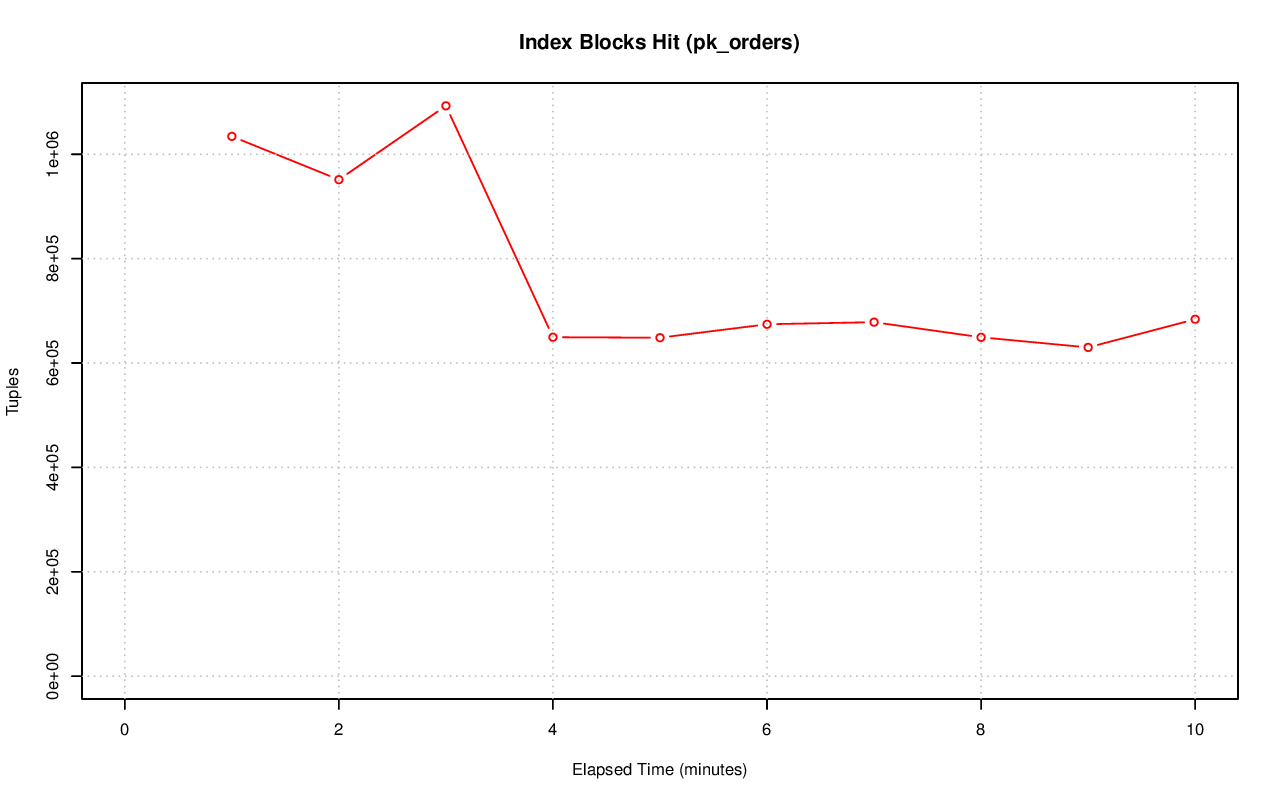 Index Blocks Hit (pk_orders)
Tuples
1e+06
8e+05
6e+05
4e+05
2e+05
0e+00
0 2 4 6 8 10
Elapsed Time (minutes)